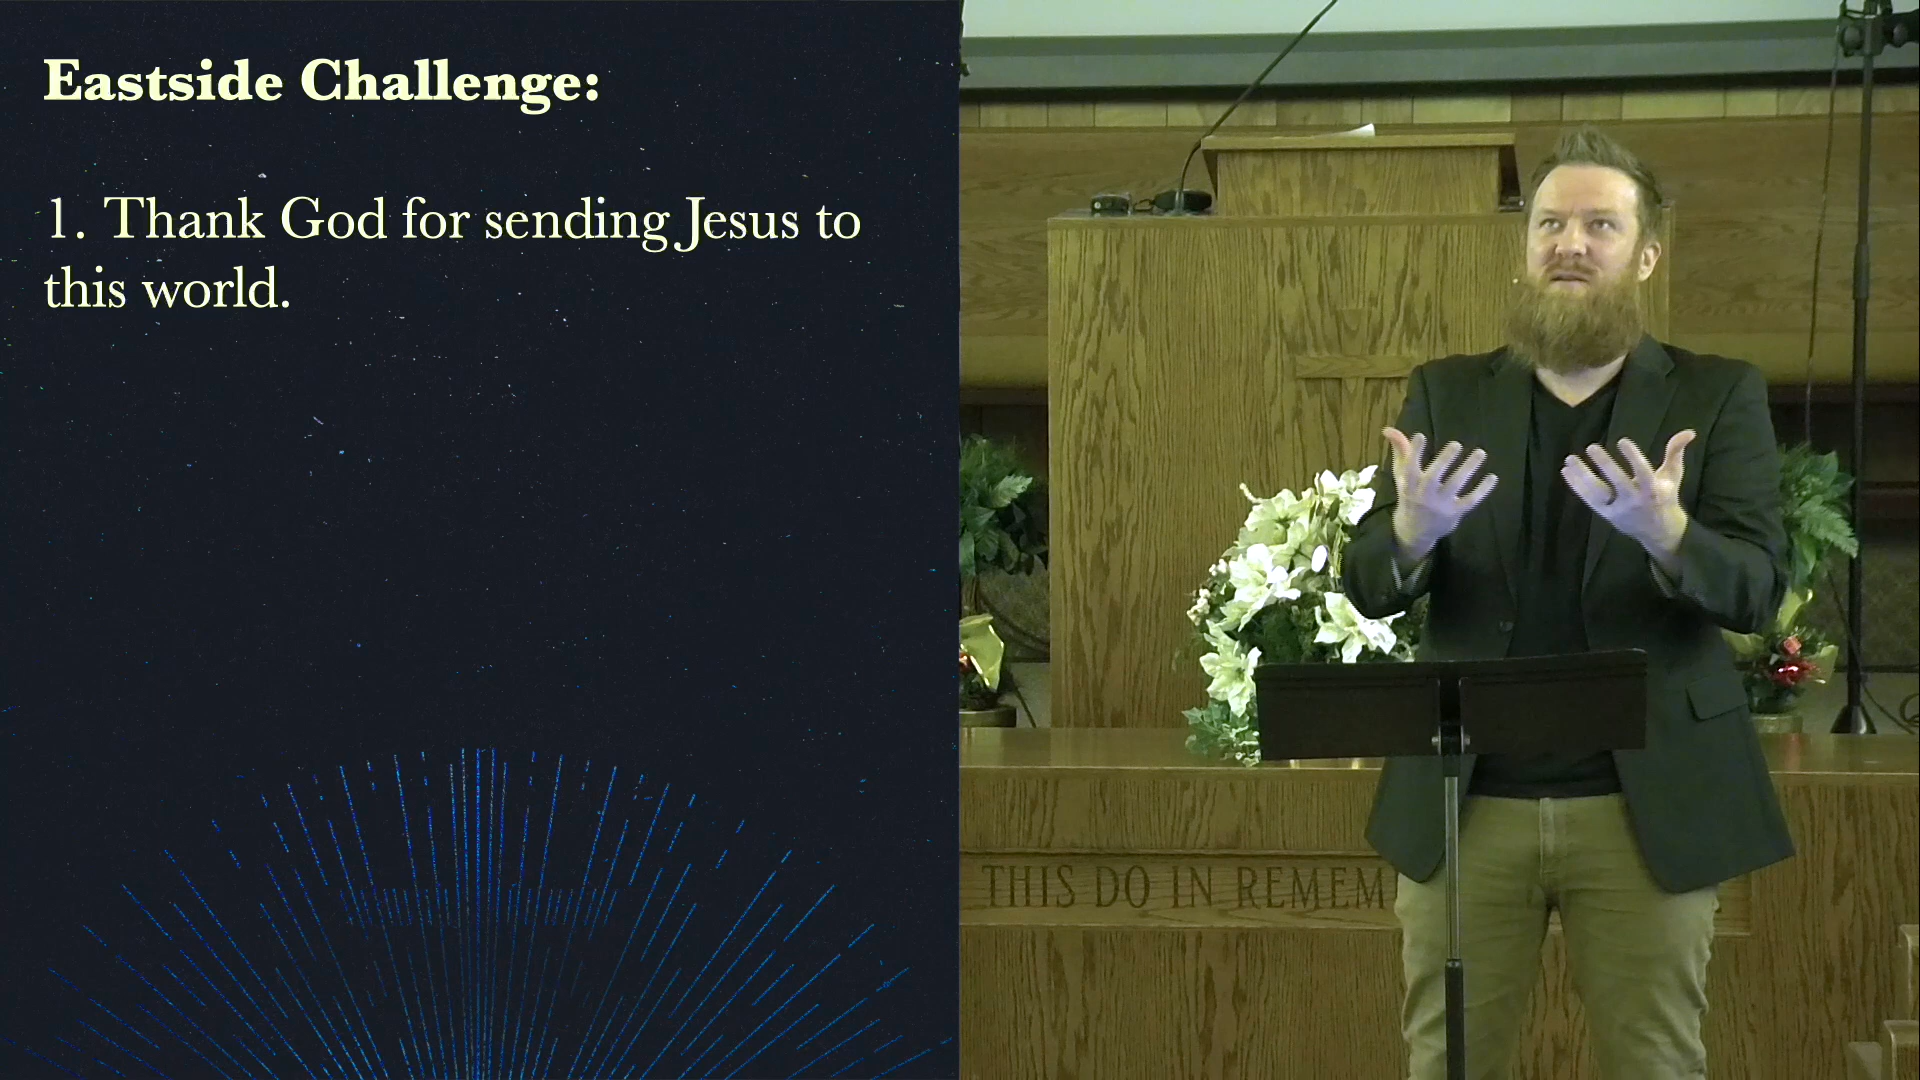 Eastside Challenge:
1. Thank God for sending Jesus to
this world.
THIS DO IN REMEM